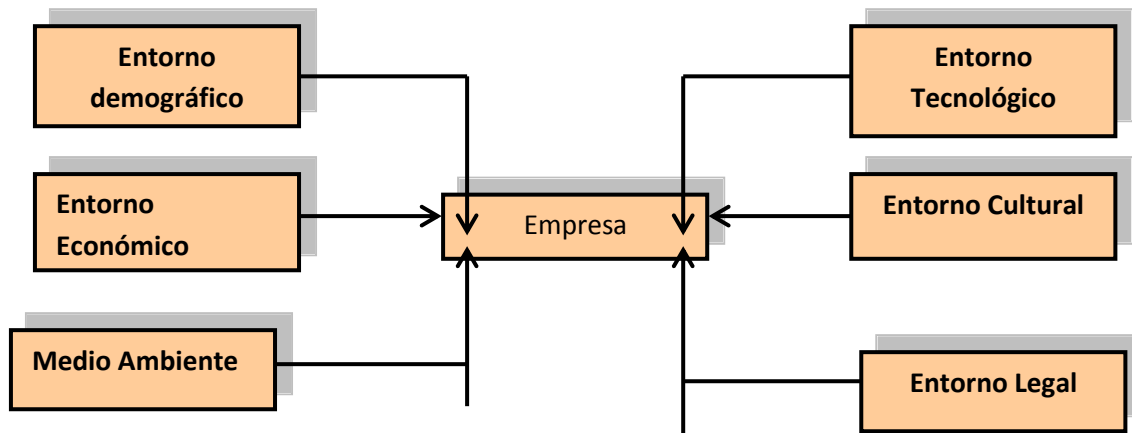 Entorno
demográfico
Entorno
Tecnológico
Entorno
Económico
Empresa
Entorno Cultural
Medio Ambiente
Entorno Legal